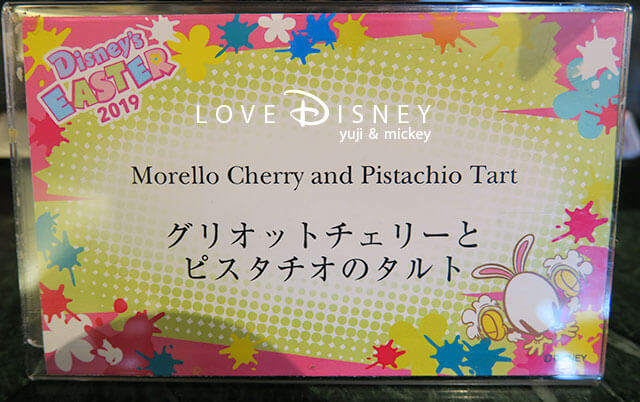 Disney's
EASTER
2019
LOVE DISNEY
yuji & mickey
Morello Cherry and Pistachio Tart
グリオットチェリーと
ピスタチオのタルト
DISNEY